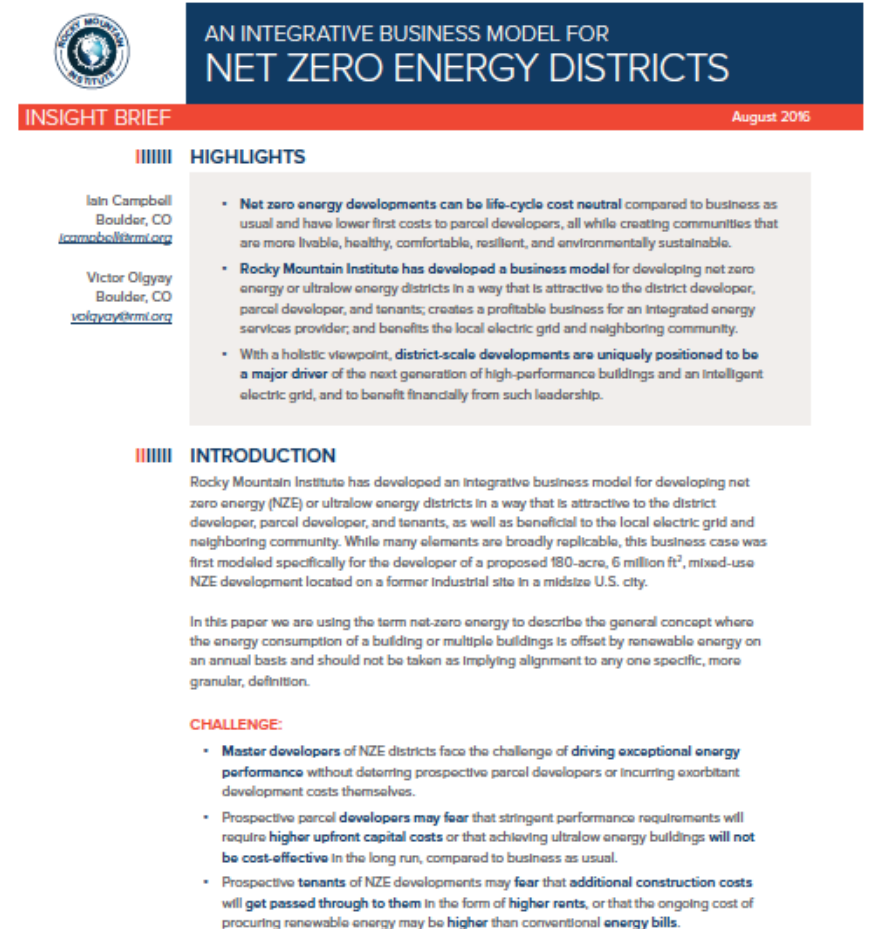 ROCKY MOUNTAIN
INSTITUTE
AN INTEGRATIVE BUSINESS MODEL FOR
NET ZERO ENERGY DISTRICTS
INSIGHT BRIEF
August 2016
HIGHLIGHTS
Iain Campbell
Boulder, CO
icampbell@rmi.org
Victor Olgyay
Boulder, CO
volgyay@rmi.org
• Net zero energy developments can be life-cycle cost neutral compared to business as
usual and have lower first costs to parcel developers, all while creating communities that
are more livable, healthy, comfortable, resilient, and environmentally sustainable.
• Rocky Mountain Institute has developed a business model for developing net zero
energy or ultralow energy districts in a way that is attractive to the district developer,
parcel developer, and tenants; creates a profitable business for an integrated energy
services provider; and benefits the local electric grid and neighboring community.
• With a holistic viewpoint, district-scale developments are uniquely positioned to be
a major driver of the next generation of high-performance buildings and an intelligent
electric grid, and to benefit financially from such leadership.
INTRODUCTION
Rocky Mountain Institute has developed an integrative business model for developing net
zero energy (NZE) or ultralow energy districts in a way that is attractive to the district
developer, parcel developer, and tenants, as well as beneficial to the local electric grid and
neighboring community. While many elements are broadly replicable, this business case was
first modeled specifically for the developer of a proposed 180-acre, 6 million ft², mixed-use
NZE development located on a former industrial site in a midsize U.S. city.
In this paper we are using the term net-zero energy to describe the general concept where
the energy consumption of a building or multiple buildings is offset by renewable energy on
an annual basis and should not be taken as implying alignment to any one specific, more
granular, definition.
CHALLENGE:
• Master developers of NZE districts face the challenge of driving exceptional energy
performance without deterring prospective parcel developers or incurring exorbitant
development costs themselves.
• Prospective parcel developers may fear that stringent performance requirements will
require higher upfront capital costs or that achieving ultralow energy buildings will not
be cost-effective in the long run, compared to business as usual.
• Prospective tenants of NZE developments may fear that additional construction costs
will get passed through to them in the form of higher rents, or that the ongoing cost of
procuring renewable energy may be higher than conventional energy bills.